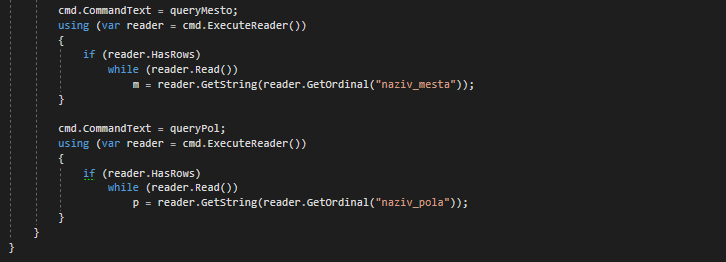 cmd.CommandText = queryMesto;
using (var reader = cmd.ExecuteReader())
{
if (reader.HasRows)
while (reader.Read())
m = reader.GetString(reader.GetOrdinal("naziv_mesta"));
}
cmd.CommandText = queryPol;
using (var reader = cmd.ExecuteReader())
{
if (reader.HasRows)
while (reader.Read())
p = reader.GetString(reader.GetOrdinal("naziv_pola"));
}
}
}